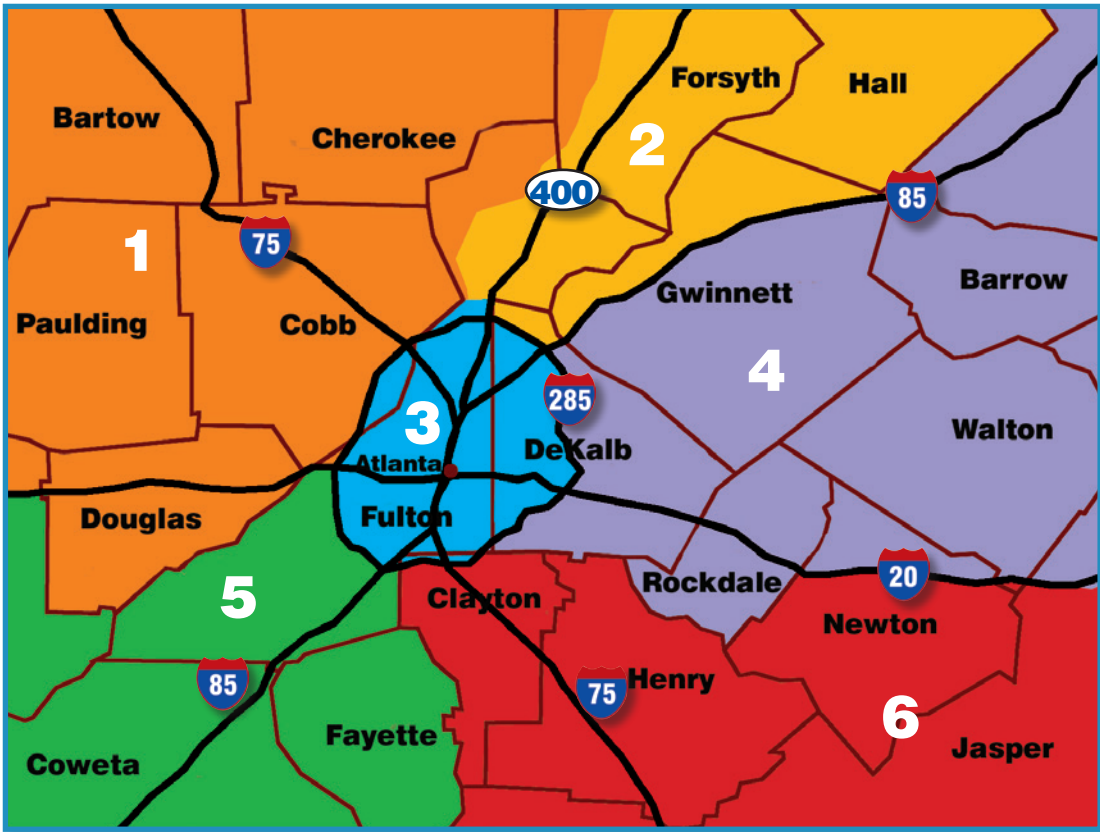 Forsyth
Hall
Bartow
Cherokee
2
400
85
1
75
Barrow
Gwinnett
Paulding
Cobb
4
285
3
Walton
DeKalb
Atlanta
Douglas
Fulton
20
Rockdale
5
Clayton
Newton
85
75
Henry
6
Fayette
Jasper
Coweta